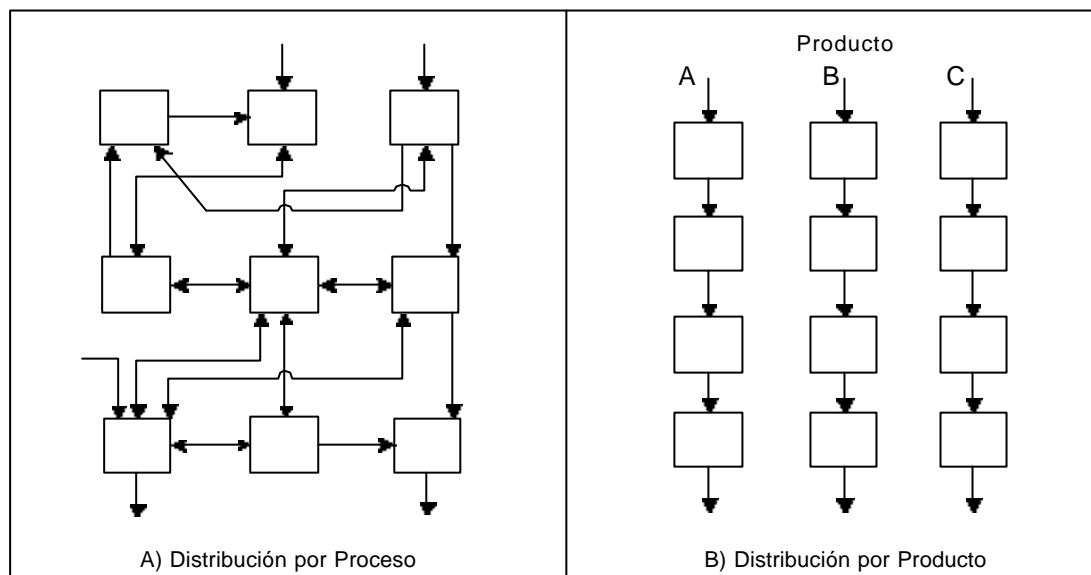 Producto
A B C
A) Distribución por Proceso
B) Distribución por Producto